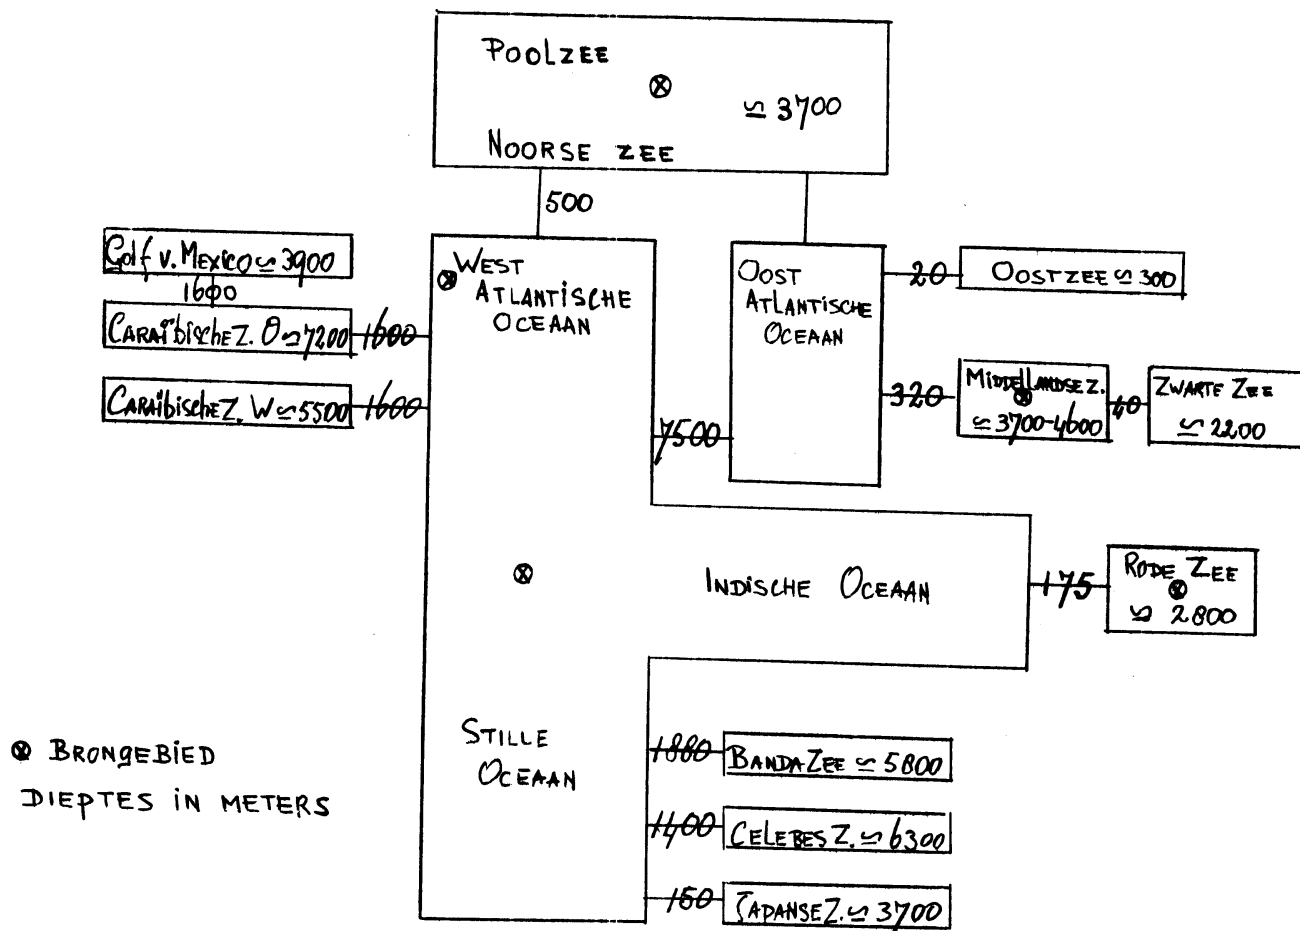 POOLZEE
≃ 3700
NOORSE ZEE
500
Golf v. Mexico ≃ 3900
1600
CARAÏbische Z. O ≃ 7200
1600
CARAÏbische Z. W ≃ 5500
1600
WEST
ATLANTISCHE
OCEAAN
7500
OOST
ATLANTISCHE
OCEAAN
20
OOSTZEE ≃ 300
320
MIDDELLANDSE Z.
≃ 3700-4600
40
ZWARTE ZEE
≃ 2200
INDISCHE OCEAAN
175
RODE ZEE
≃ 2800
STILLE
OCEAAN
1880
BANDA ZEE ≃ 5800
1400
CELEBES Z. ≃ 6300
150
JAPANSE Z. ≃ 3700
⊗ BRONGEBIED
DIEPTES IN METERS